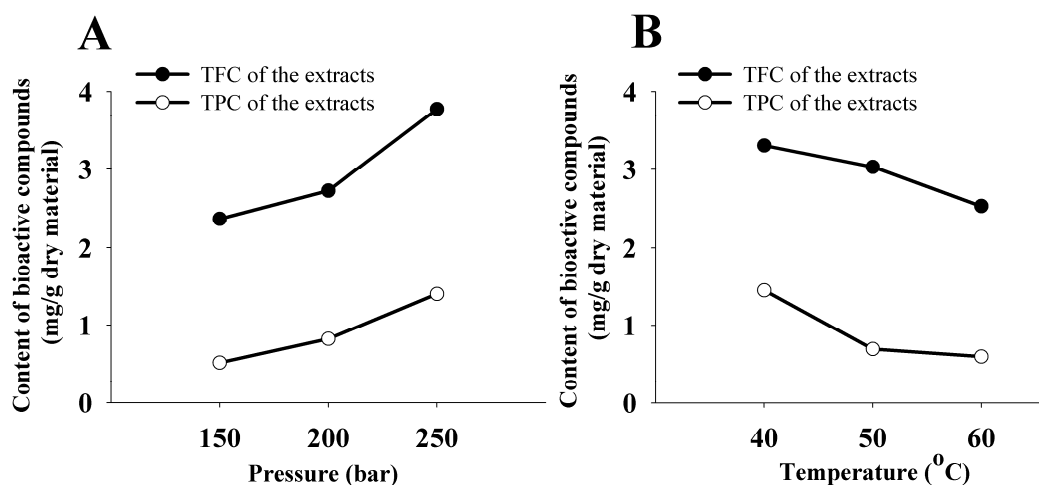 A
TFC of the extracts
TPC of the extracts
Content of bioactive compounds
(mg/g dry material)
4
3
2
1
0
150 200 250
Pressure (bar)
B
TFC of the extracts
TPC of the extracts
Content of bioactive compounds
(mg/g dry material)
4
3
2
1
0
40 50 60
Temperature (°C)